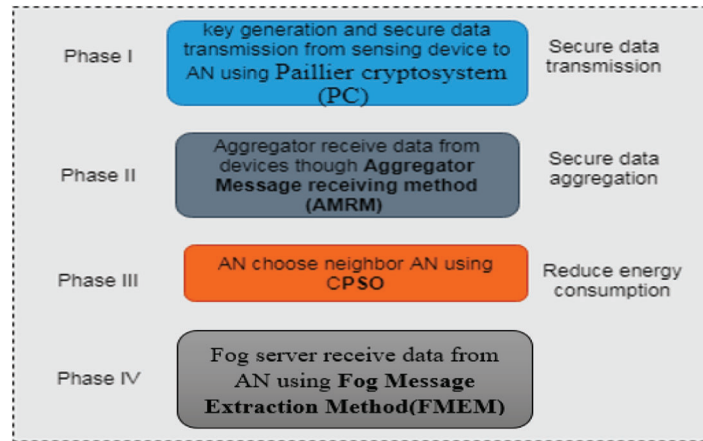 Phase I
key generation and secure data
transmission from sensing device to
AN using Paillier cryptosystem
(PC)
Secure data
transmission
Phase II
Aggregator receive data from
devices though Aggregator
Message receiving method
(AMRM)
Secure data
aggregation
Phase III
AN choose neighbor AN using
CPSO
Reduce energy
consumption
Phase IV
Fog server receive data from
AN using Fog Message
Extraction Method(FMEM)